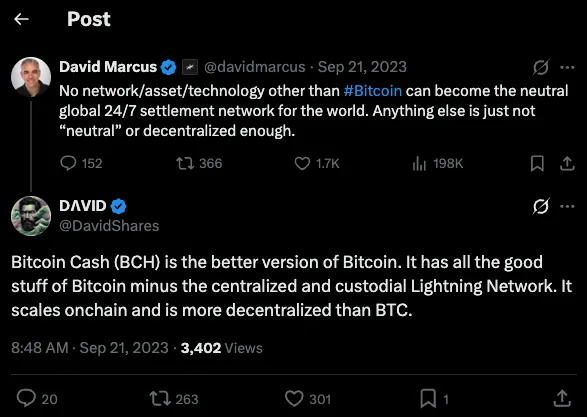 Post
David Marcus @davidmarcus · Sep 21, 2023
No network/asset/technology other than #Bitcoin can become the neutral
global 24/7 settlement network for the world. Anything else is just not
“neutral” or decentralized enough.
152 366 1.7K 198K
DΛVID
@DavidShares
Bitcoin Cash (BCH) is the better version of Bitcoin. It has all the good
stuff of Bitcoin minus the centralized and custodial Lightning Network. It
scales onchain and is more decentralized than BTC.
8:48 AM · Sep 21, 2023 · 3,402 Views
20 263 301 1